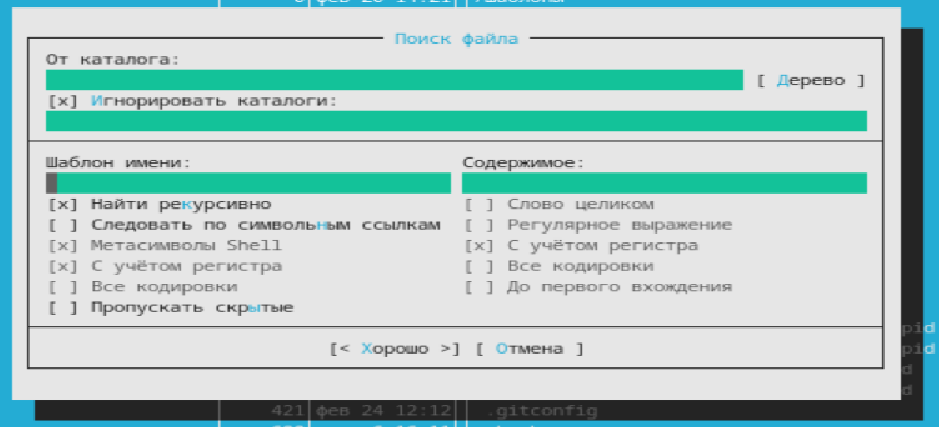 Поиск файла
От каталога:
[ Дерево ]
[x] Игнорировать каталоги:
Шаблон имени: Содержимое:
[x] Найти рекурсивно [ ] Слово целиком
[ ] Следовать по символьным ссылкам [ ] Регулярное выражение
[x] Метасимволы Shell [x] С учётом регистра
[x] С учётом регистра [ ] Все кодировки
[ ] Все кодировки [ ] До первого вхождения
[ ] Пропускать скрытые
pid
[< Хорошо >] [ Отмена ] pid
d
d
421 фев 24 12:12 .gitconfig